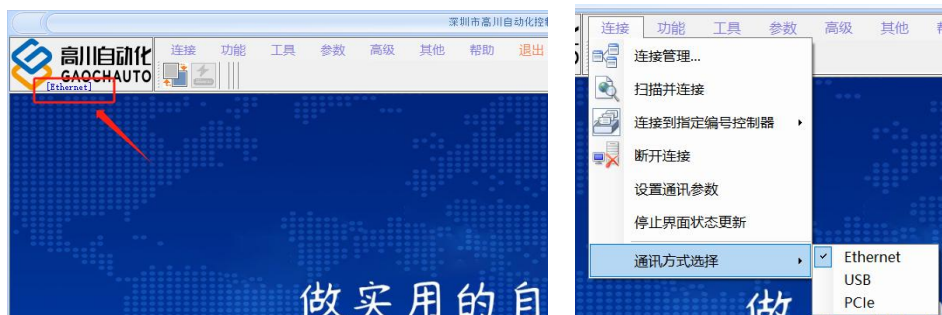 深圳市高川自动化控
高川自动化
GAOCHAUTO
[Ethernet]
连接 功能 工具 参数 高级 其他 帮助 退出
做实用的自
连接 功能 工具 参数 高级 其他
连接管理...
扫描并连接
连接到指定编号控制器
断开连接
设置通讯参数
停止界面状态更新
通讯方式选择
Ethernet
USB
PCIe
做